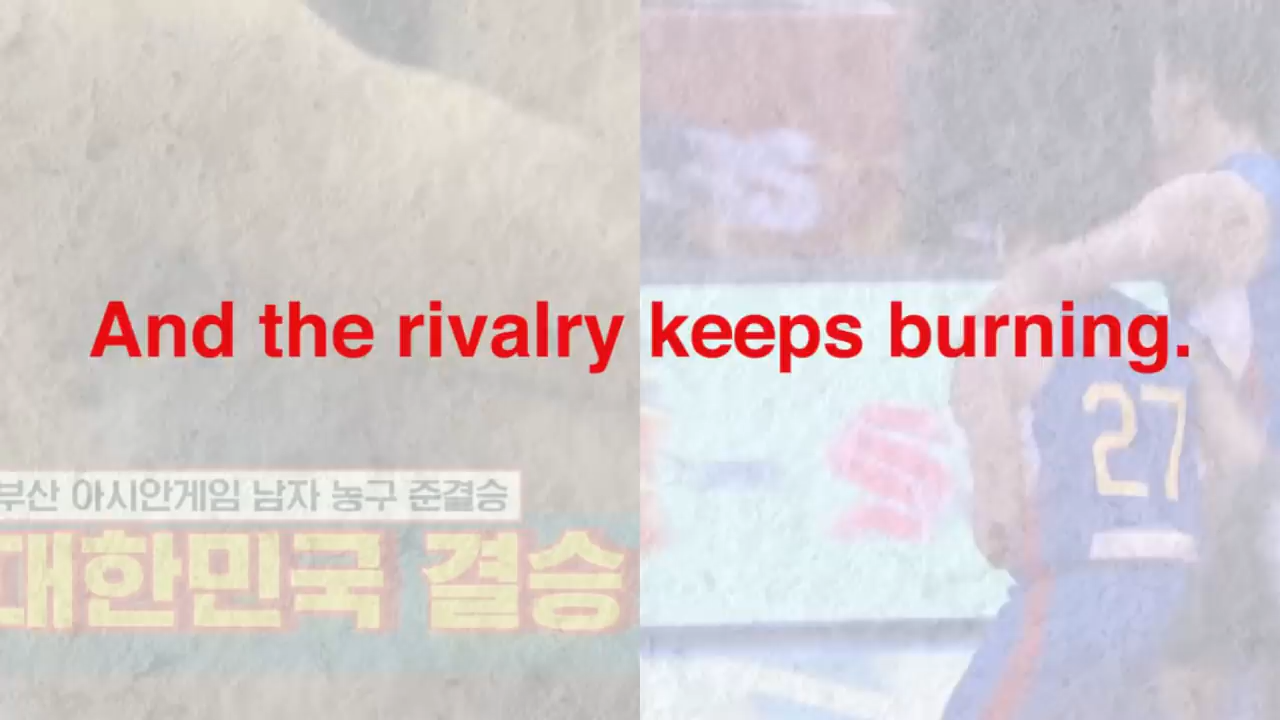 And the rivalry keeps burning.
부산 아시안게임 남자 농구 준결승
대한민국 결승
27